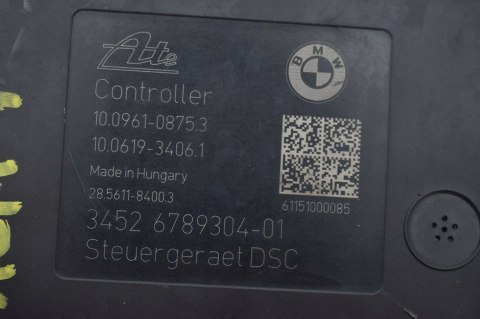 Ate
BMW
Controller
10.0961-0875.3
10.0619-3406.1
Made in Hungary
28.5611-8400.3
61151000085
3452 6789304-01
Steuergeraet DSC